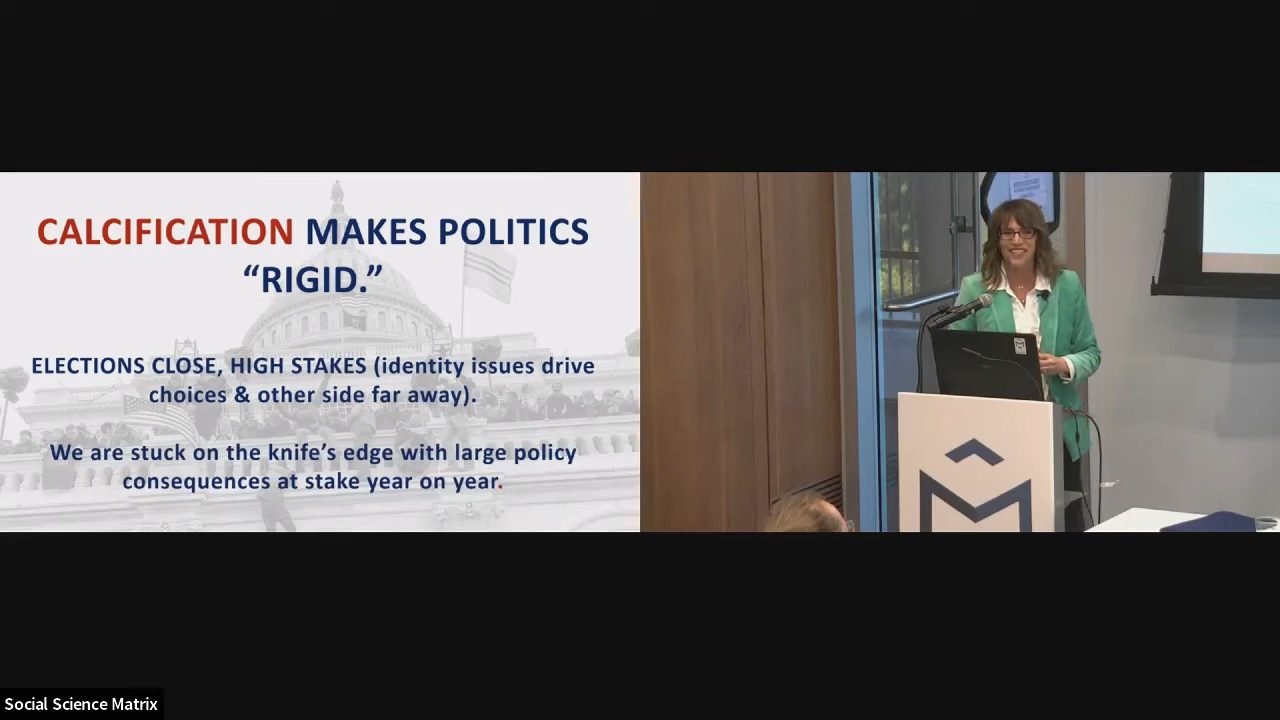 CALCIFICATION MAKES POLITICS
“RIGID.”
ELECTIONS CLOSE, HIGH STAKES (identity issues drive
choices & other side far away).
We are stuck on the knife’s edge with large policy
consequences at stake year on year.
Social Science Matrix